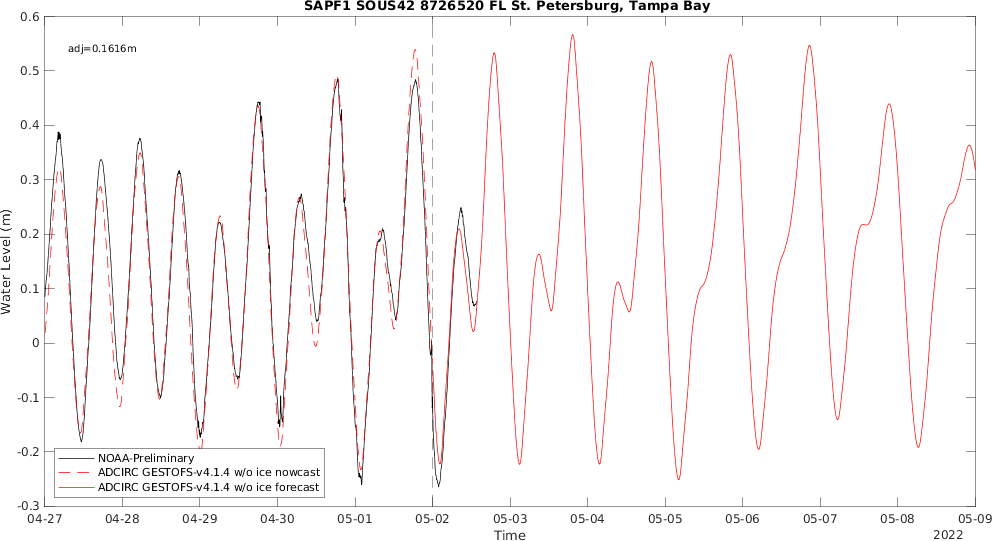 SAPF1 SOUS42 8726520 FL St. Petersburg, Tampa Bay
adj=0.1616m
0.6
0.5
0.4
0.3
0.2
0.1
0
-0.1
-0.2
-0.3
Water Level (m)
NOAA-Preliminary
ADCIRC GESTOFS-v4.1.4 w/o ice nowcast
ADCIRC GESTOFS-v4.1.4 w/o ice forecast
04-27 04-28 04-29 04-30 05-01 05-02 05-03 05-04 05-05 05-06 05-07 05-08 05-09
Time
2022